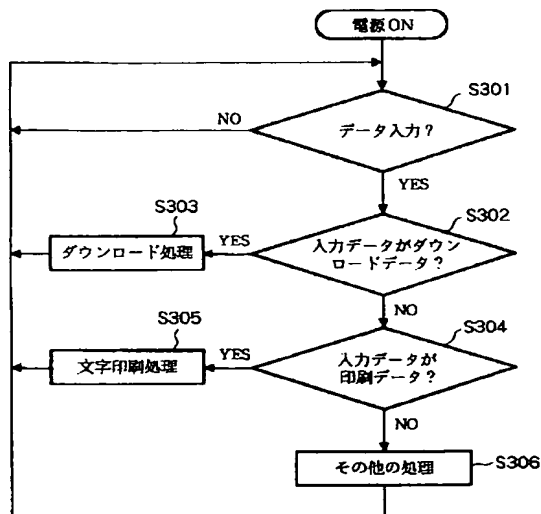 電源ON
S301
データ入力?
NO
YES
S303
S302
ダウンロード処理
YES
入力データがダウン
ロードデータ?
NO
S305
S304
文字印刷処理
YES
入力データが
印刷データ?
NO
その他の処理
S306